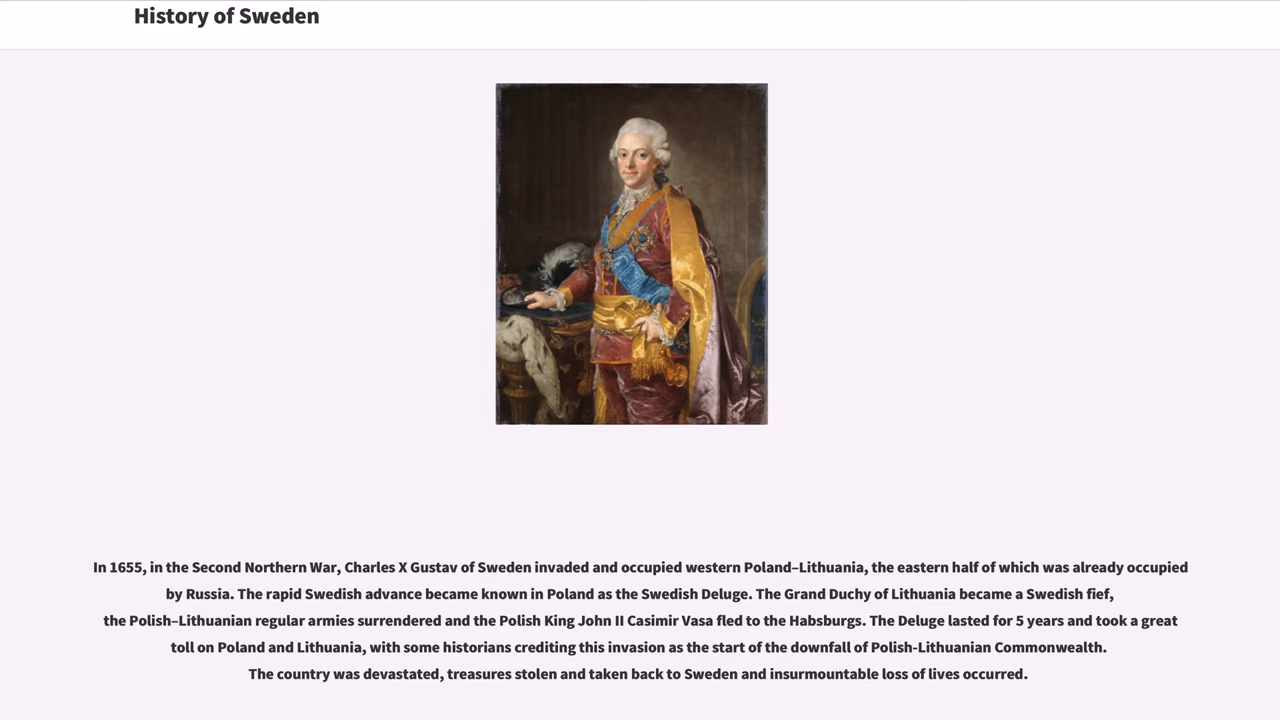 History of Sweden
In 1655, in the Second Northern War, Charles X Gustav of Sweden invaded and occupied western Poland–Lithuania, the eastern half of which was already occupied
by Russia. The rapid Swedish advance became known in Poland as the Swedish Deluge. The Grand Duchy of Lithuania became a Swedish fief,
the Polish–Lithuanian regular armies surrendered and the Polish King John II Casimir Vasa fled to the Habsburgs. The Deluge lasted for 5 years and took a great
toll on Poland and Lithuania, with some historians crediting this invasion as the start of the downfall of Polish-Lithuanian Commonwealth.
The country was devastated, treasures stolen and taken back to Sweden and insurmountable loss of lives occurred.